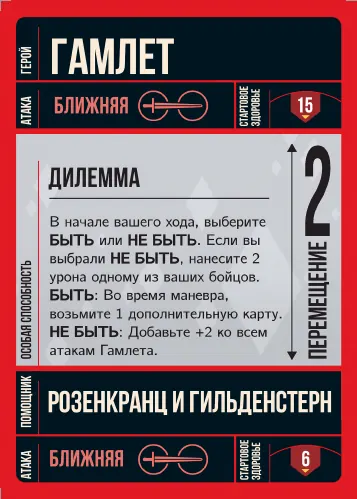 ГЕРОЙ
ГАМЛЕТ
АТАКА
БЛИЖНЯЯ
СТАРТОВОЕ
ЗДОРОВЬЕ
15
ОСОБАЯ СПОСОБНОСТЬ
ДИЛЕММА
В начале вашего хода, выберите
БЫТЬ или НЕ БЫТЬ. Если вы
выбрали НЕ БЫТЬ, нанесите 2
урона одному из ваших бойцов.
БЫТЬ: Во время маневра,
возьмите 1 дополнительную карту.
НЕ БЫТЬ: Добавьте +2 ко всем
атакам Гамлета.
ПЕРЕМЕЩЕНИЕ
2
ПОМОЩНИК
РОЗЕНКРАНЦ И ГИЛЬДЕНСТЕРН
АТАКА
БЛИЖНЯЯ
СТАРТОВОЕ
ЗДОРОВЬЕ
6